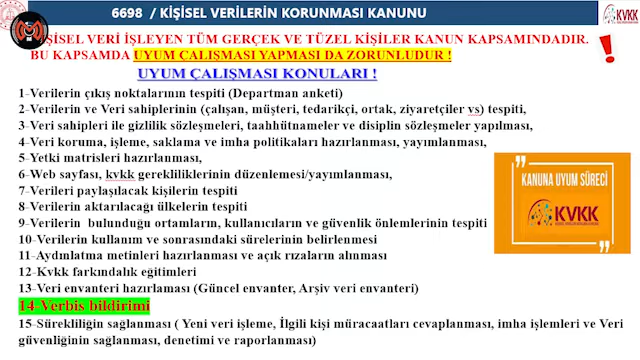 6698 / KİŞİSEL VERİLERİN KORUNMASI KANUNU
KVKK
KİŞİSEL VERİ İŞLEYEN TÜM GERÇEK VE TÜZEL KİŞİLER KANUN KAPSAMINDADIR.
BU KAPSAMDA UYUM ÇALIŞMASI YAPMASI DA ZORUNLUDUR !
UYUM ÇALIŞMASI KONULARI !
1-Verilerin çıkış noktalarının tespiti (Departman anketi)
2-Verilerin ve Veri sahiplerinin (çalışan, müşteri, tedarikçi, ortak, ziyaretçiler vs) tespiti,
3-Veri sahipleri ile gizlilik sözleşmeleri, taahhütnameler ve disiplin sözleşmeler yapılması,
4-Veri koruma, işleme, saklama ve imha politikaları hazırlanması, yayımlanması,
5-Yetki matrisleri hazırlanması,
6-Web sayfası, kvkk gerekliliklerinin düzenlemesi/yayımlanması,
7-Verileri paylaşılacak kişilerin tespiti
8-Verilerin aktarılacağı ülkelerin tespiti
9-Verilerin bulunduğu ortamların, kullanıcıların ve güvenlik önlemlerinin tespiti
10-Verilerin kullanım ve sonrasındaki sürelerinin belirlenmesi
11-Aydınlatma metinleri hazırlanması ve açık rızaların alınması
12-Kvkk farkındalık eğitimleri
13-Veri envanteri hazırlaması (Güncel envanter, Arşiv veri envanteri)
14-Verbis bildirimi
15-Sürekliliğin sağlanması ( Yeni veri işleme, İlgili kişi müracaatları cevaplanması, imha işlemleri ve Veri
güvenliğinin sağlanması, denetimi ve raporlanması)
!
KANUNA UYUM SÜRECİ
KVKK